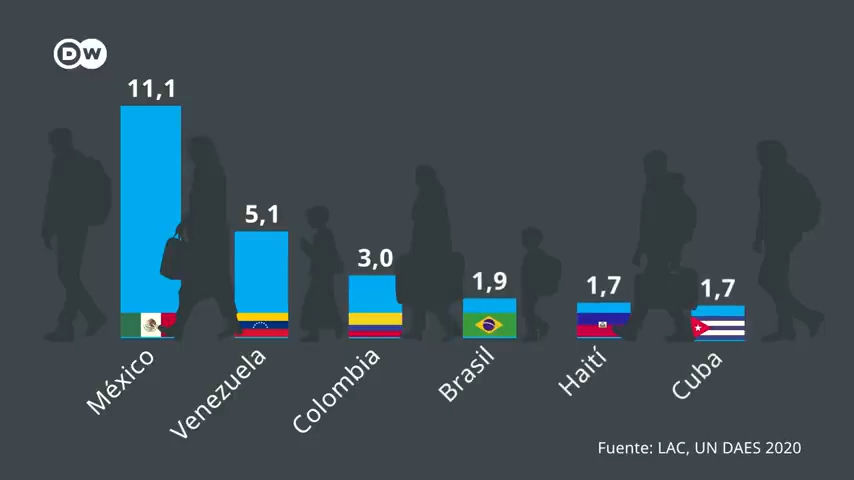 DW
11,1
5,1
3,0
1,9
1,7
1,7
México
Venezuela
Colombia
Brasil
Haití
Cuba
Fuente: LAC, UN DAES 2020